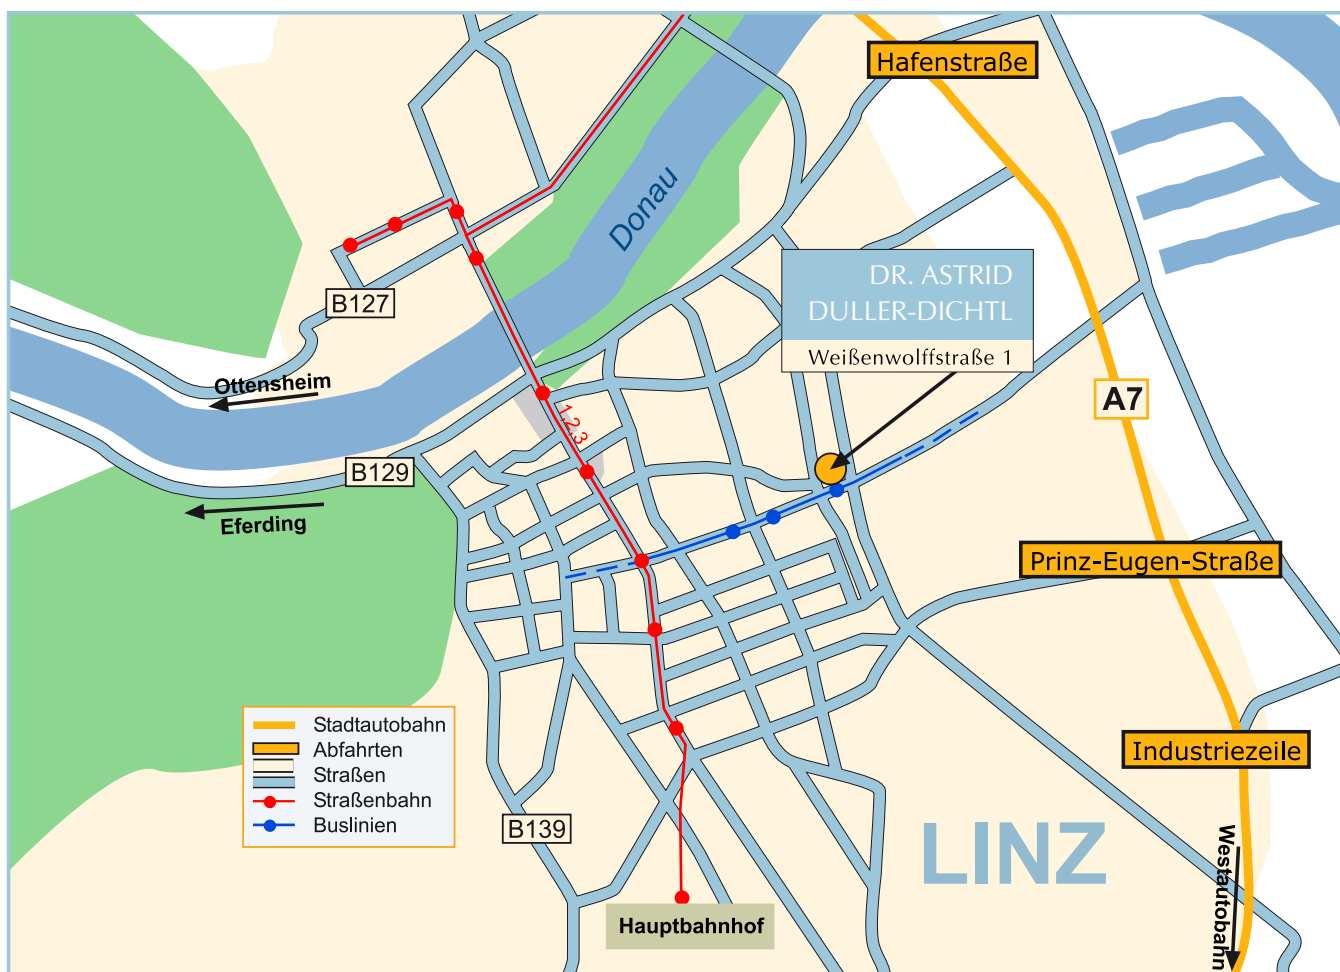 Hafenstraße
Donau
DR. ASTRID
DULLER-DICHTL
Weißenwolffstraße 1
B127
Ottensheim
A7
1,2,3
B129
Eferding
Prinz-Eugen-Straße
Stadtautobahn
Abfahrten
Straßen
Straßenbahn
Buslinien
Industriezeile
B139
LINZ
Westautobahn
Hauptbahnhof